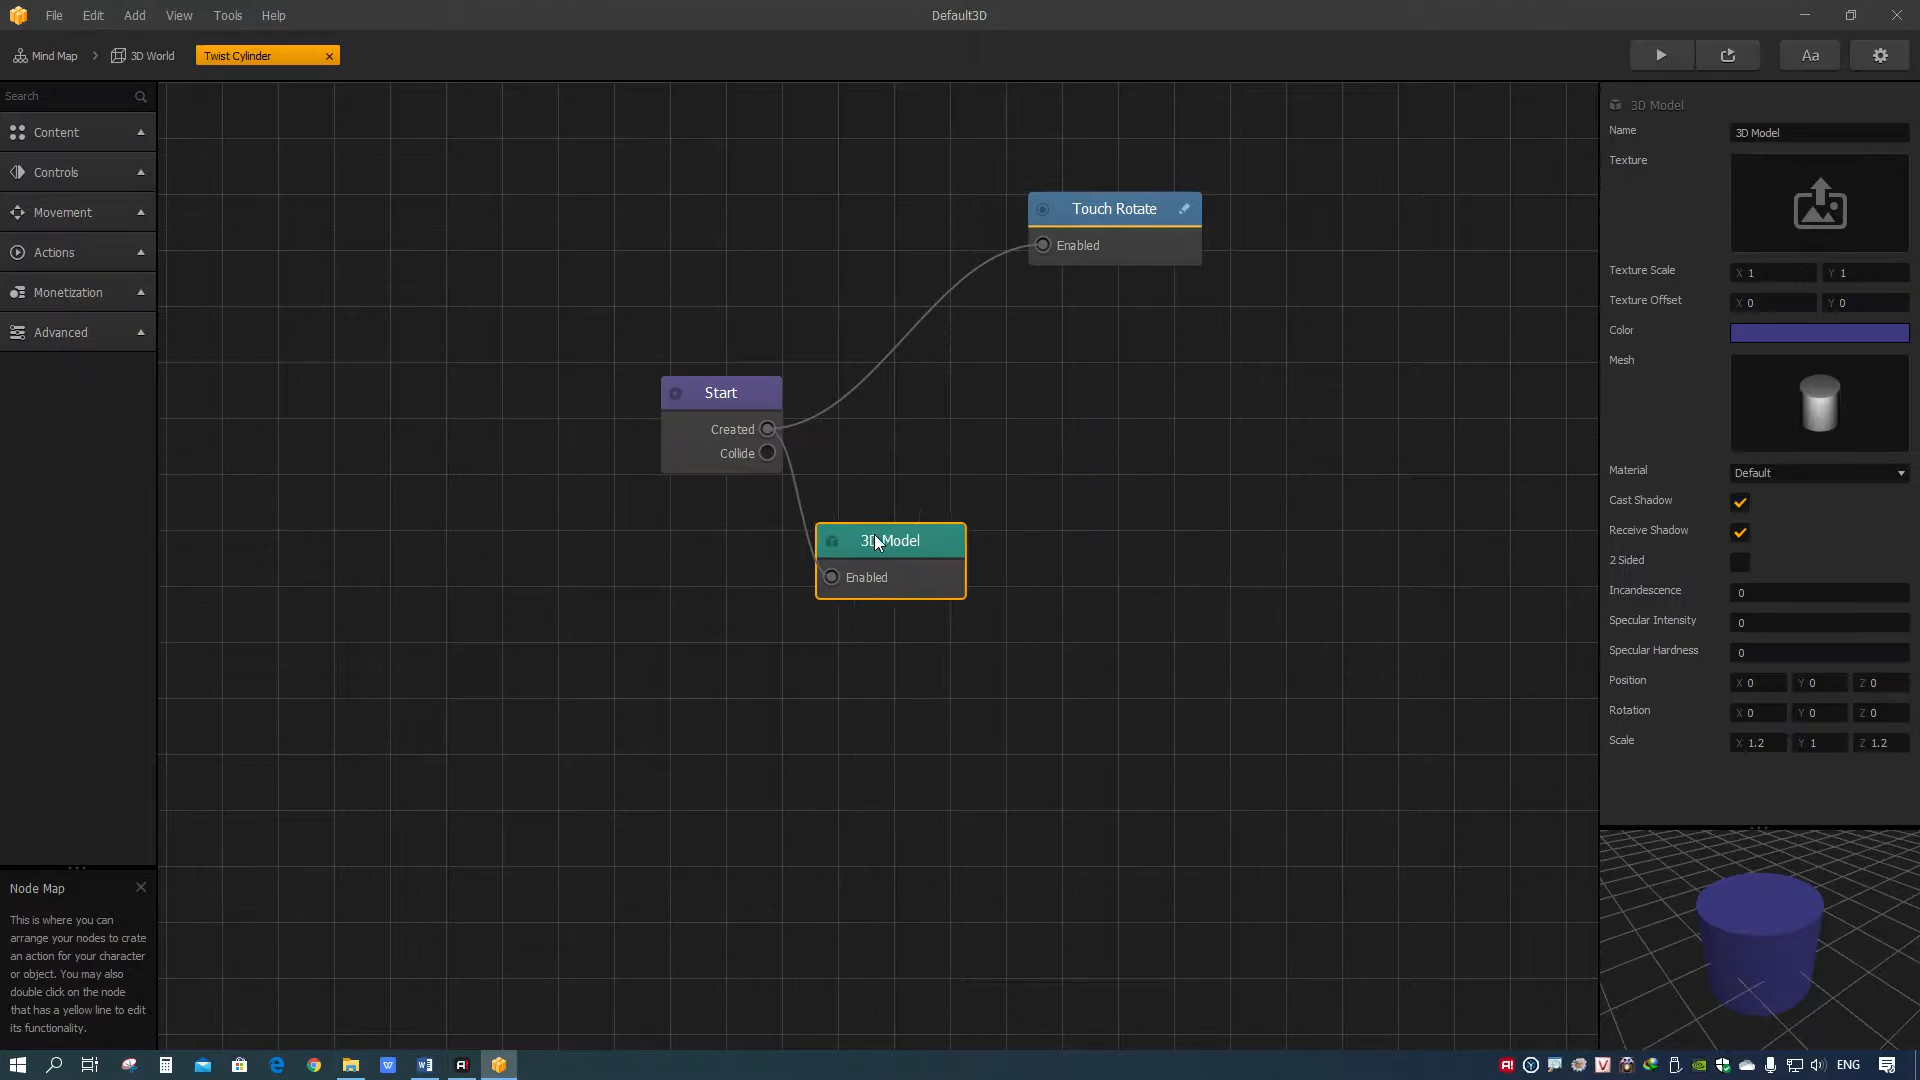 File Edit Add View Tools Help
Default3D
Mind Map > 3D World
Twist Cylinder
Aa
Search...
Content
Controls
Movement
Actions
Monetization
Advanced
Touch Rotate
Enabled
Start
Created
Collide
3D Model
Enabled
3D Model
Name 3D Model
Texture
Texture Scale X 1 Y 1
Texture Offset X 0 Y 0
Color
Mesh
Material Default
Cast Shadow
Receive Shadow
2 Sided
Incandescence 0
Specular Intensity 0
Specular Hardness 0
Position X 0 Y 0 Z 0
Rotation X 0 Y 0 Z 0
Scale X 1.2 Y 1 Z 1.2
Node Map
This is where you can
arrange your nodes to crate
an action for your character
or object. You may also
double click on the node
that has a yellow line to edit
its functionality.
ENG